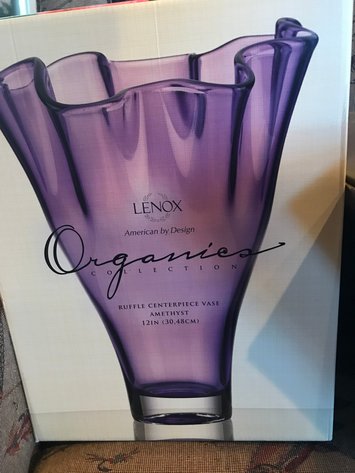 LENOX
American by Design
Organics
COLLECTION
RUFFLE CENTERPIECE VASE
AMETHYST
12IN (30.48CM)